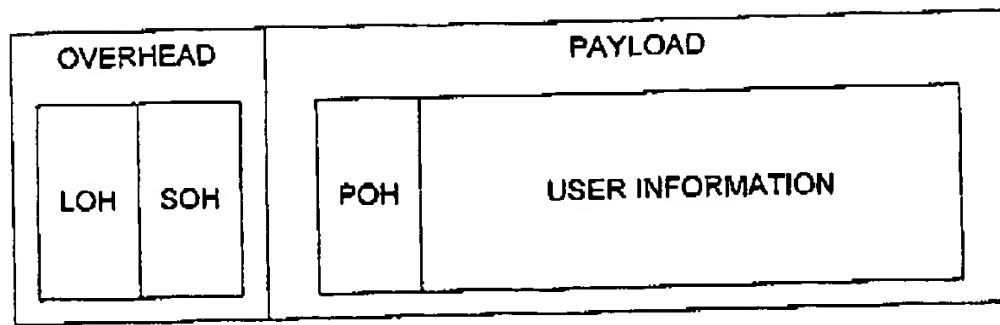 OVERHEAD
PAYLOAD
LOH
SOH
POH
USER INFORMATION